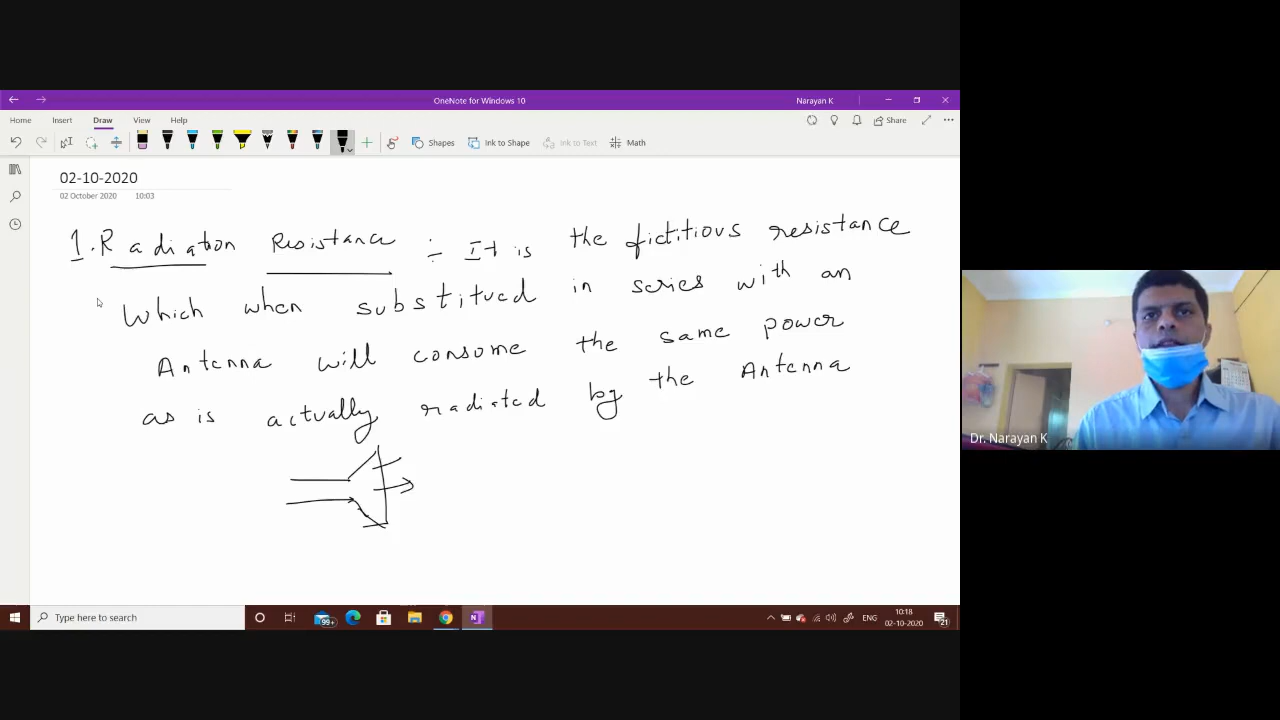 OneNote for Windows 10
Narayan K
Home Insert Draw View Help
Share
Shapes Ink to Shape Ink to Text Math
02-10-2020
02 October 2020 10:03
1. Radiation Resistance ÷ It is the fictitious resistance
Which when substitued in series with an
Antenna will consome the same power
as is actually radiated by the Antenna
Dr. Narayan K
Type here to search
99+
ENG
10:18
02-10-2020
21